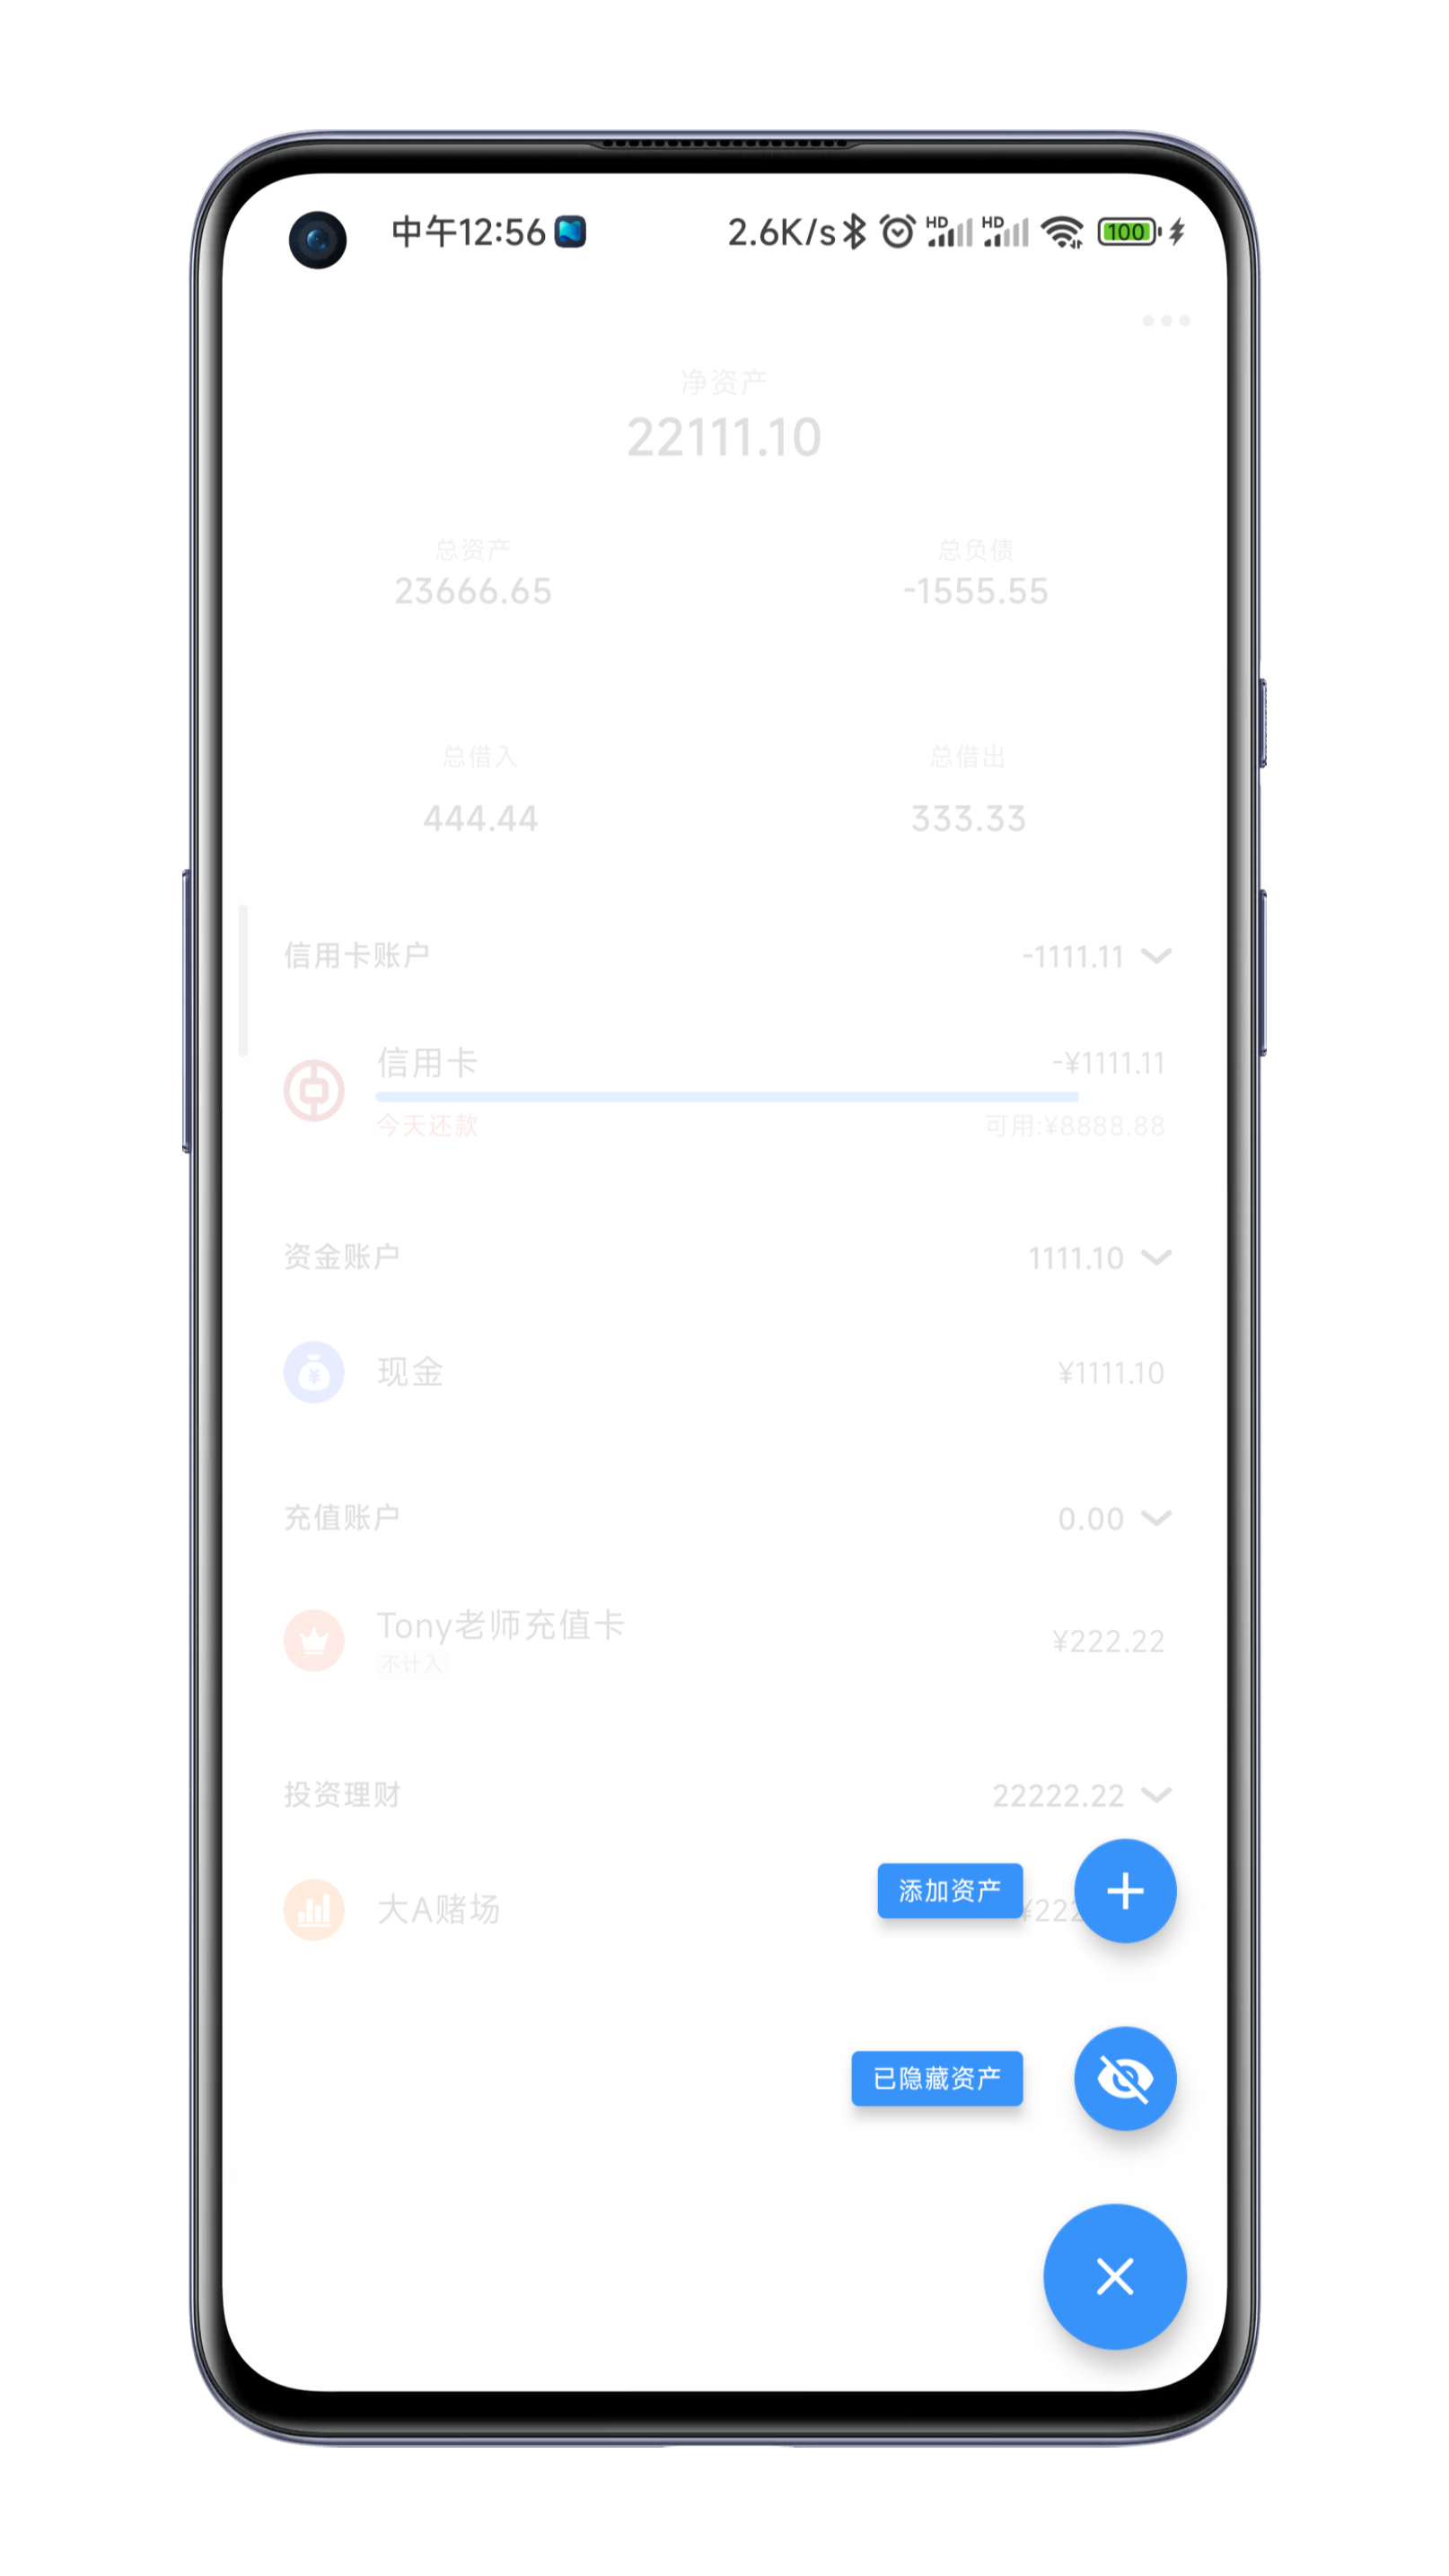 中午12:56
2.6K/s HD HD 100
净资产
22111.10
总资产 总负债
23666.65 -1555.55
总借入 总借出
444.44 333.33
信用卡账户 -1111.11
信用卡 -¥1111.11
今天还款 可用:¥8888.88
资金账户 1111.10
现金 ¥1111.10
充值账户 0.00
Tony老师充值卡 ¥222.22
不计入
投资理财 22222.22
大A赌场 ¥222
添加资产
已隐藏资产